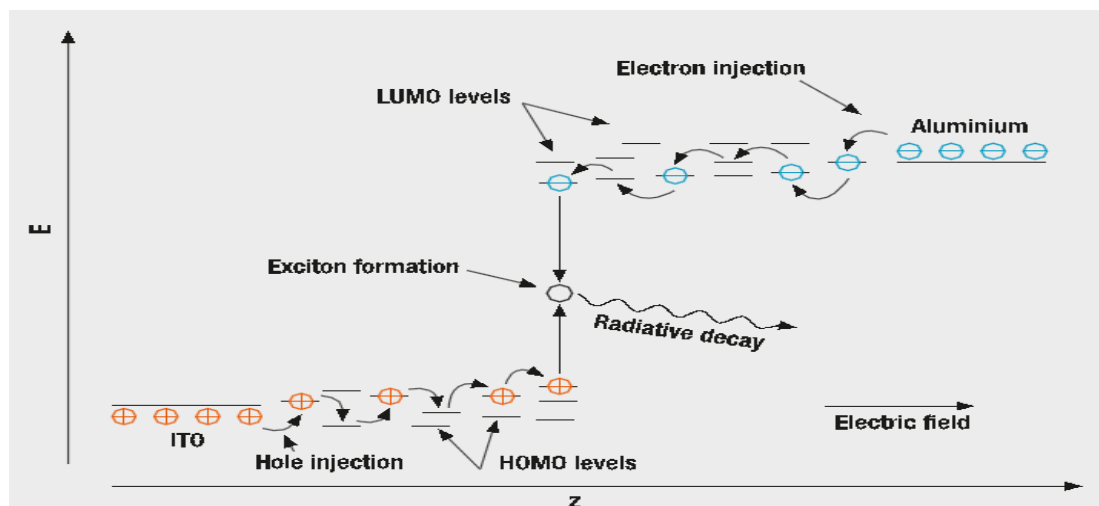 Electron injection
LUMO levels
Aluminium
E
Exciton formation
Radiative decay
ITO
Electric field
Hole injection
HOMO levels
z